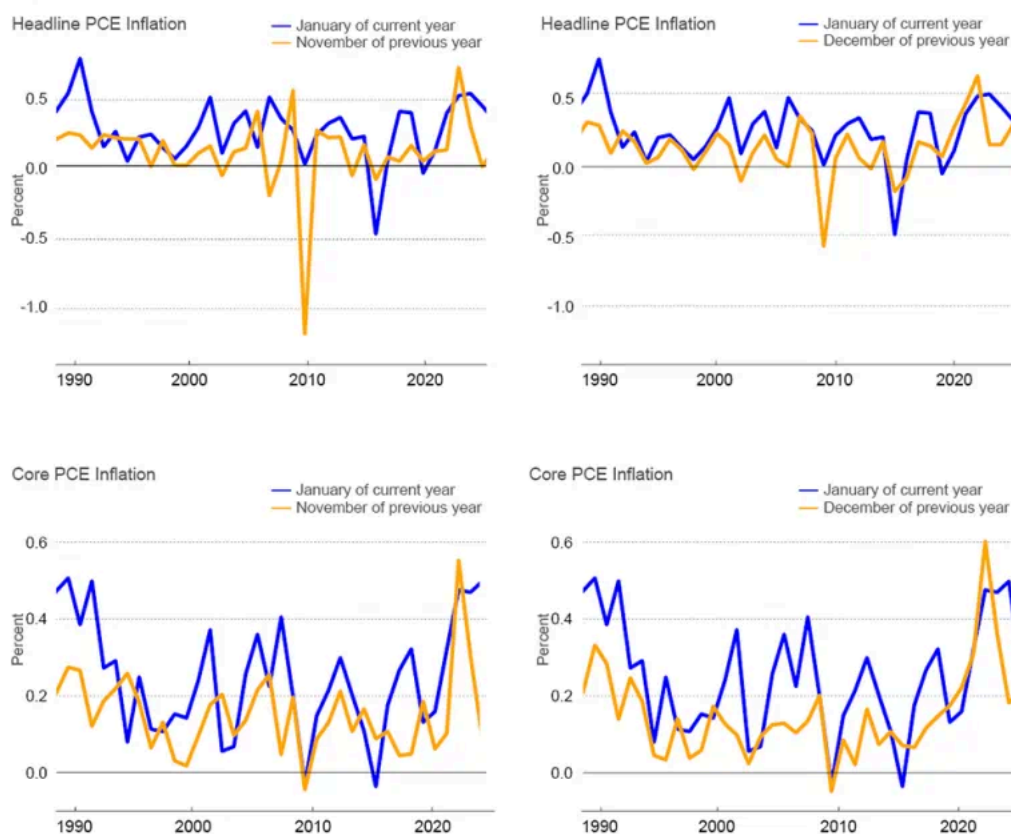 Headline PCE Inflation
January of current year
November of previous year
0.5
0.0
-0.5
-1.0
Percent
1990 2000 2010 2020
Headline PCE Inflation
January of current year
December of previous year
0.5
0.0
-0.5
-1.0
Percent
1990 2000 2010 2020
Core PCE Inflation
January of current year
November of previous year
0.6
0.4
0.2
0.0
Percent
1990 2000 2010 2020
Core PCE Inflation
January of current year
December of previous year
0.6
0.4
0.2
0.0
Percent
1990 2000 2010 2020